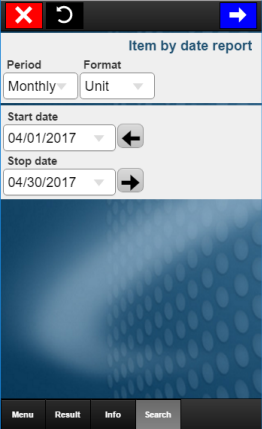 Item by date report
Period Format
Monthly Unit
Start date
04/01/2017
Stop date
04/30/2017
Menu Result Info Search